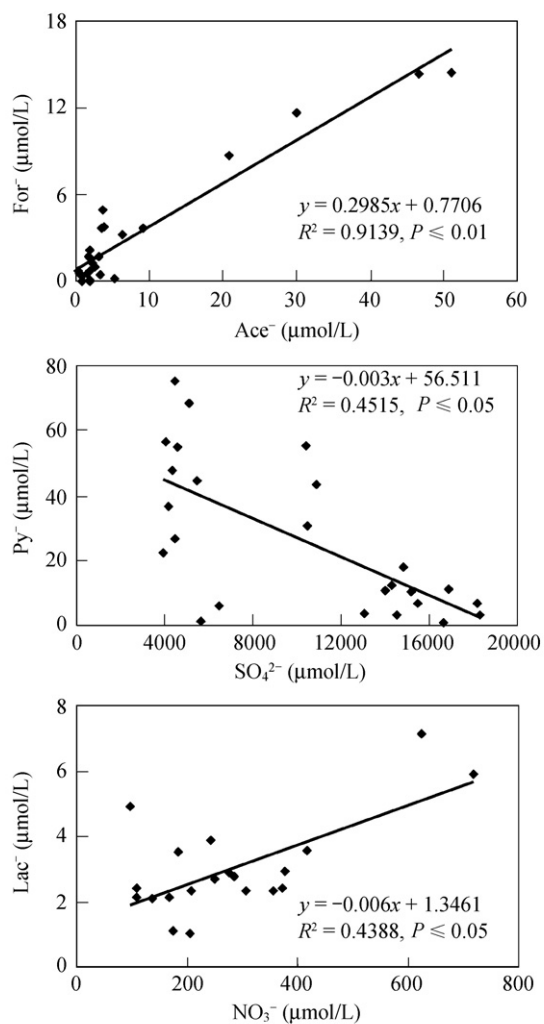 18
12
For⁻ (μmol/L)
6
y = 0.2985x + 0.7706
R² = 0.9139, P ⩽ 0.01
0
0 10 20 30 40 50 60
Ace⁻ (μmol/L)
80
y = −0.003x + 56.511
R² = 0.4515, P ⩽ 0.05
60
Py⁻ (μmol/L)
40
20
0
0 4000 8000 12000 16000 20000
SO₄²⁻ (μmol/L)
8
6
Lac⁻ (μmol/L)
4
2
y = −0.006x + 1.3461
R² = 0.4388, P ⩽ 0.05
0
0 200 400 600 800
NO₃⁻ (μmol/L)